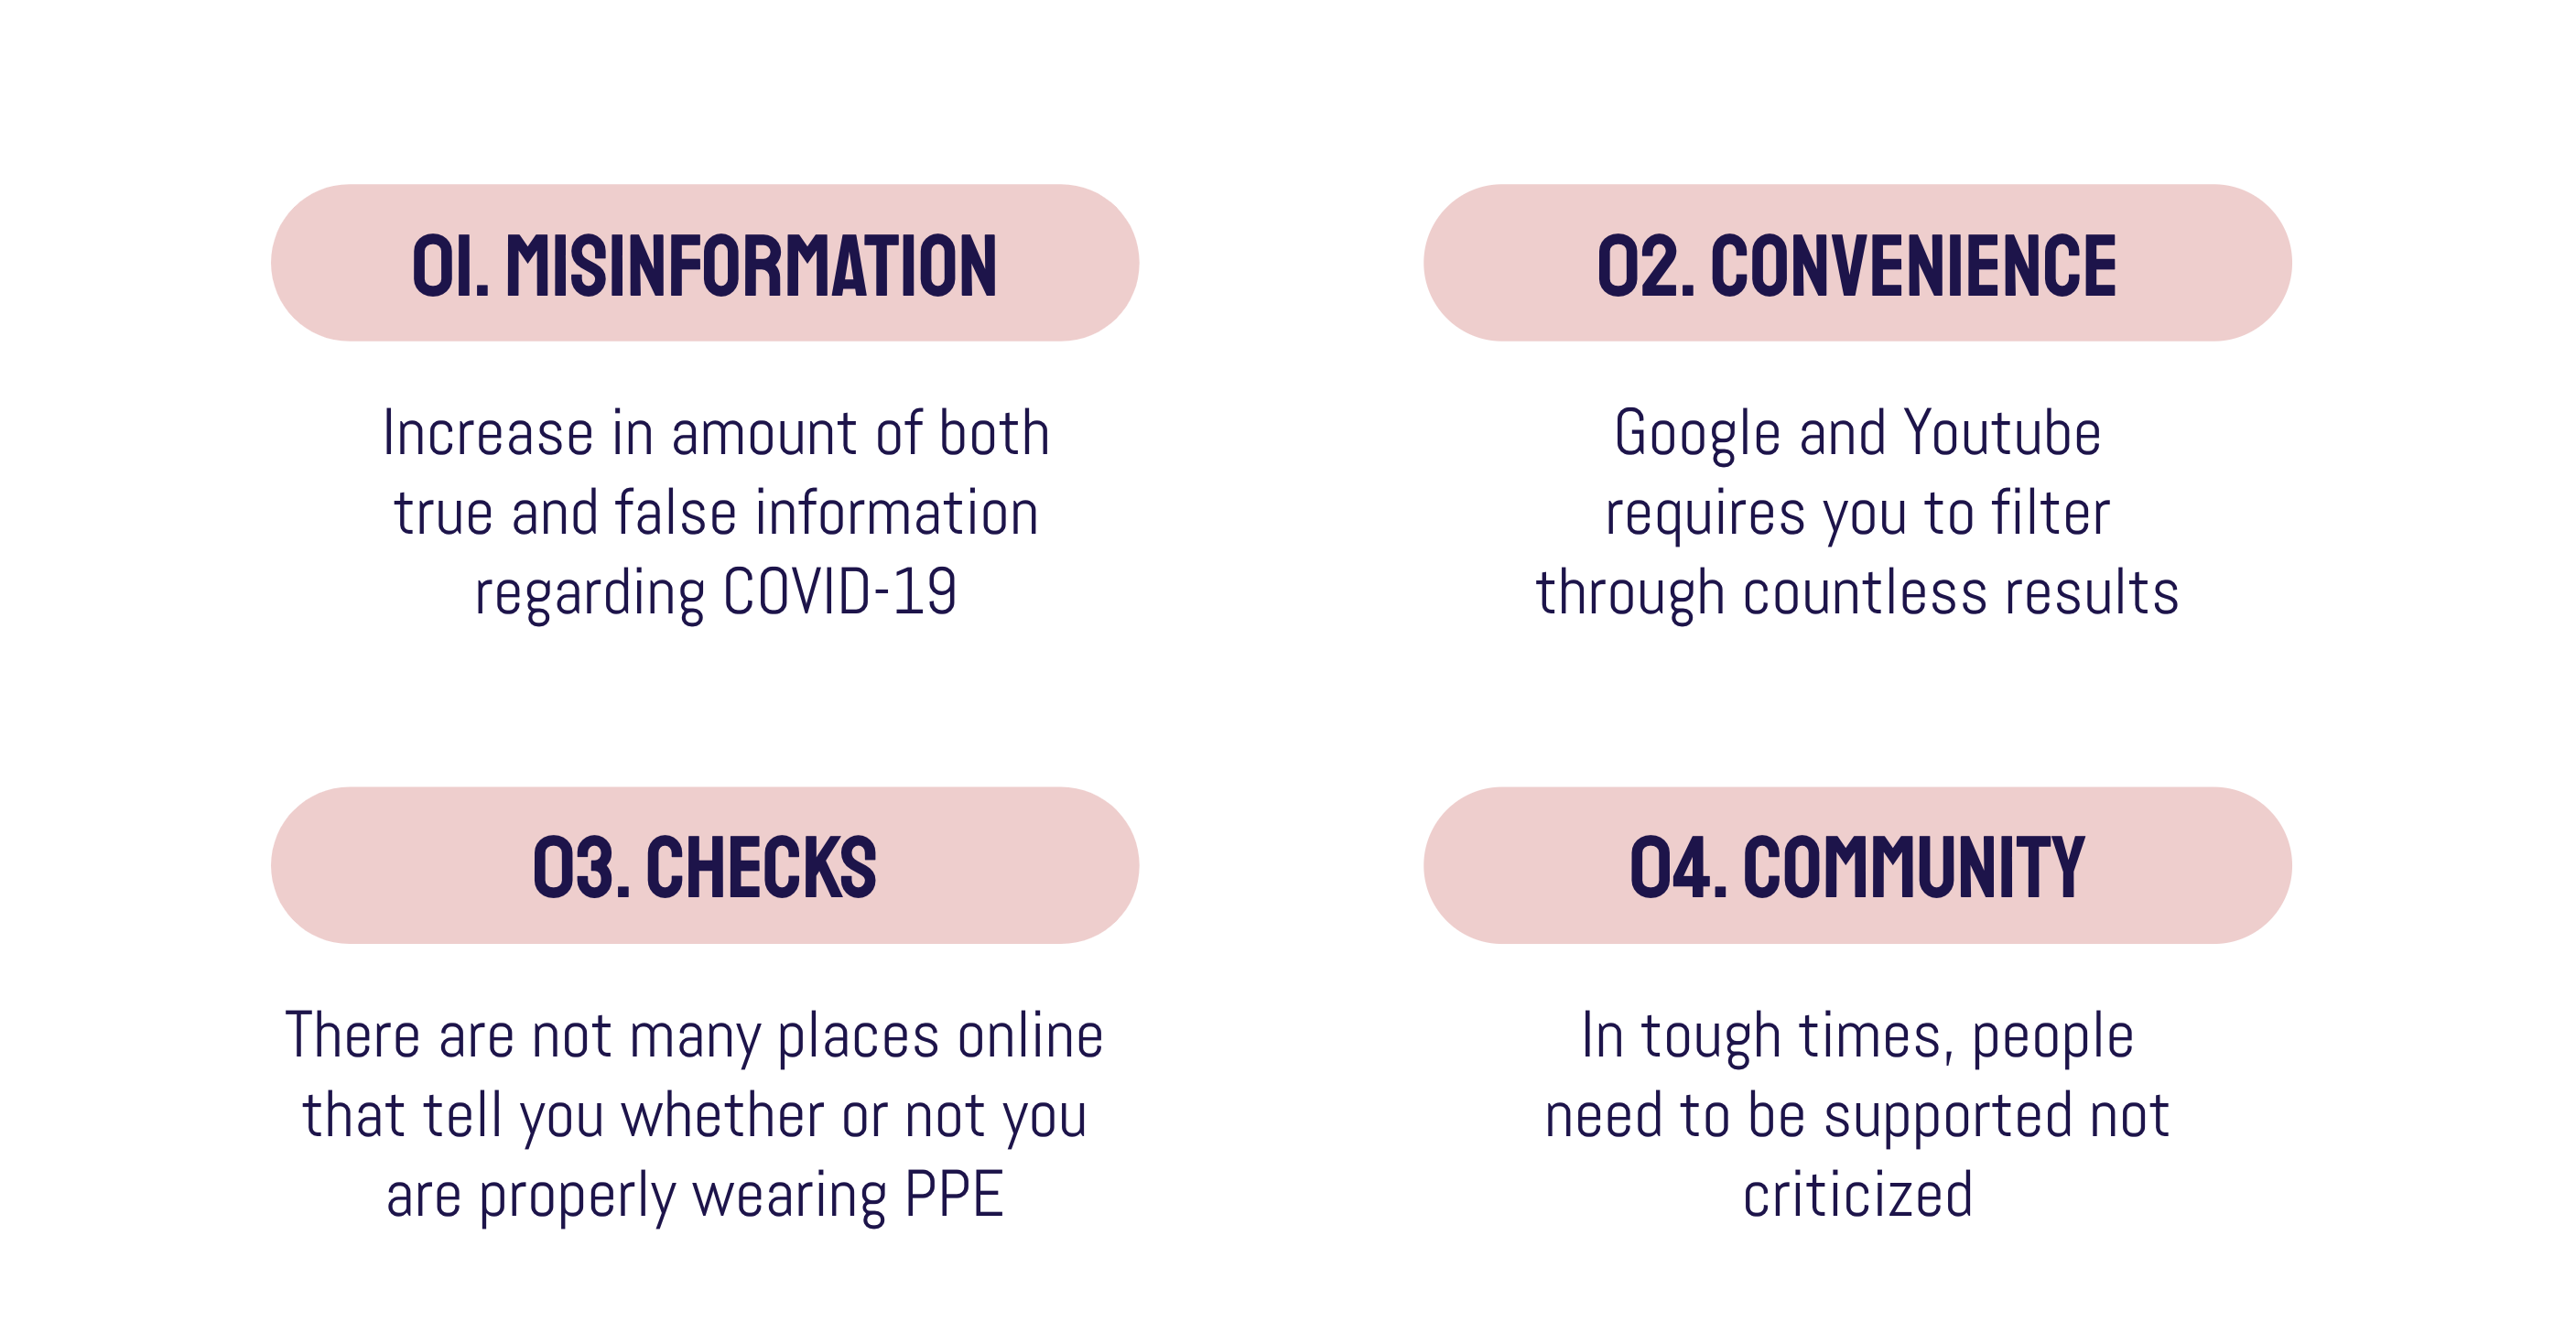 01. MISINFORMATION
Increase in amount of both
true and false information
regarding COVID-19
02. CONVENIENCE
Google and Youtube
requires you to filter
through countless results
03. CHECKS
There are not many places online
that tell you whether or not you
are properly wearing PPE
04. COMMUNITY
In tough times, people
need to be supported not
criticized